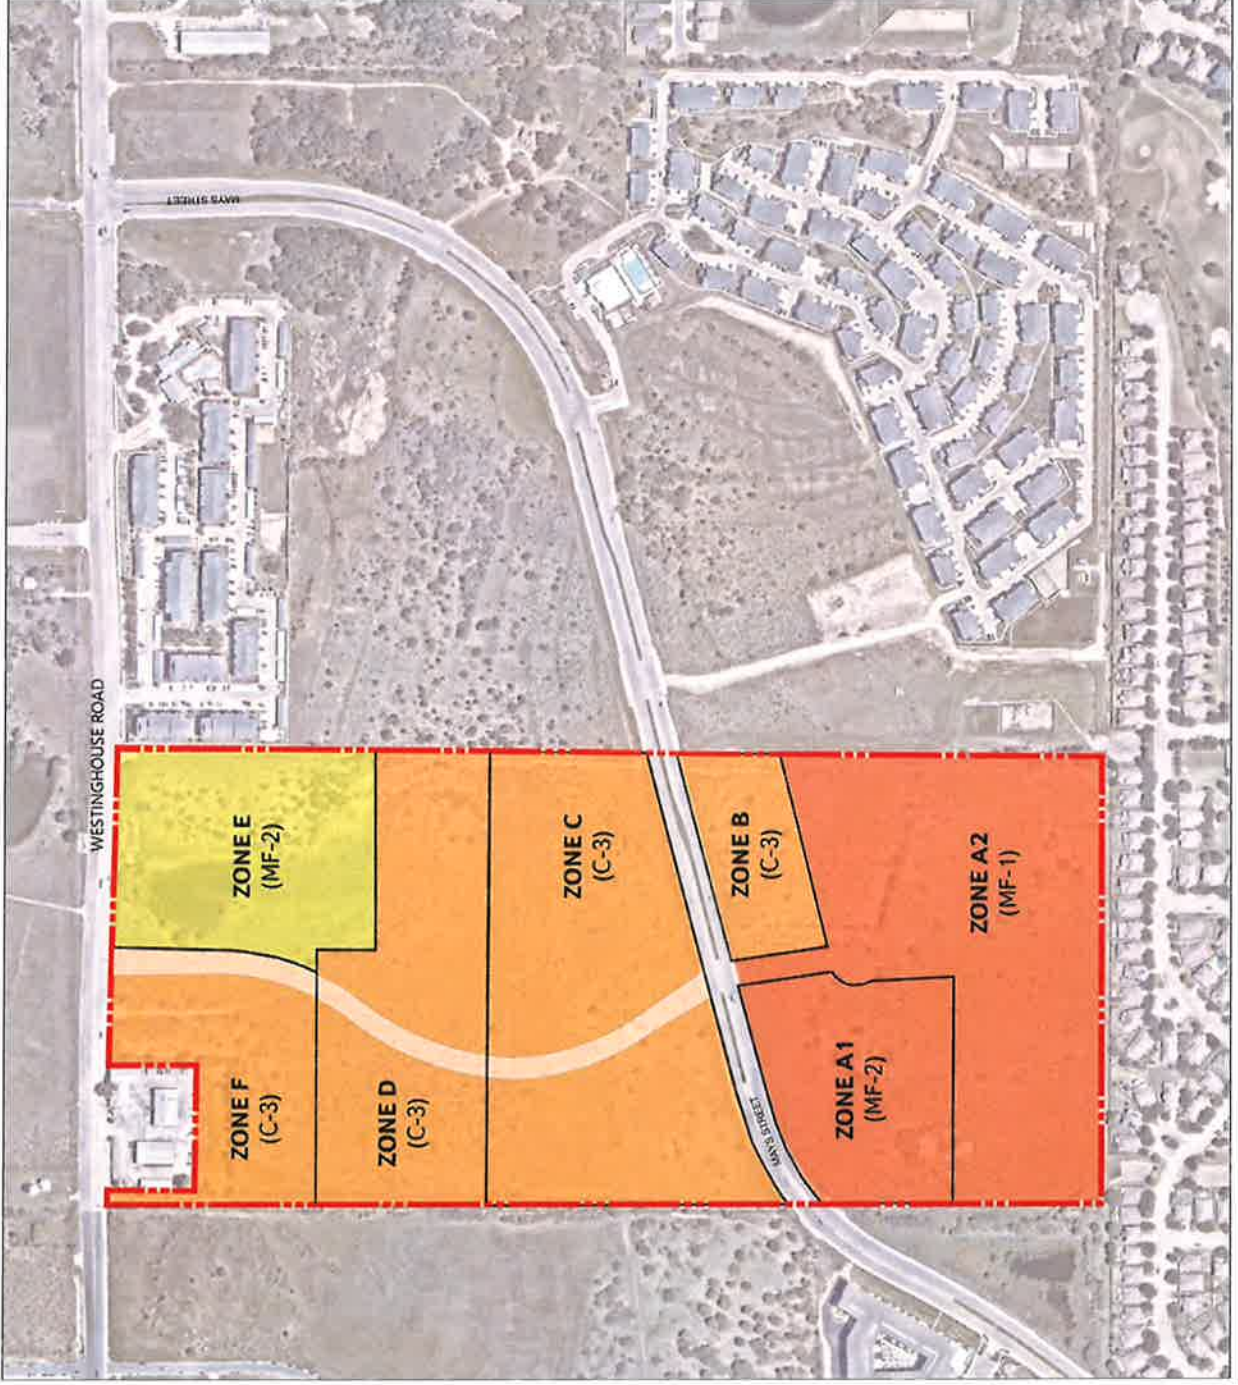 MAYS STREET
WESTINGHOUSE ROAD
ZONE E
(MF-2)
ZONE C
(C-3)
ZONE B
(C-3)
ZONE A2
(MF-1)
ZONE F
(C-3)
ZONE D
(C-3)
ZONE A1
(MF-2)
MAYS STREET